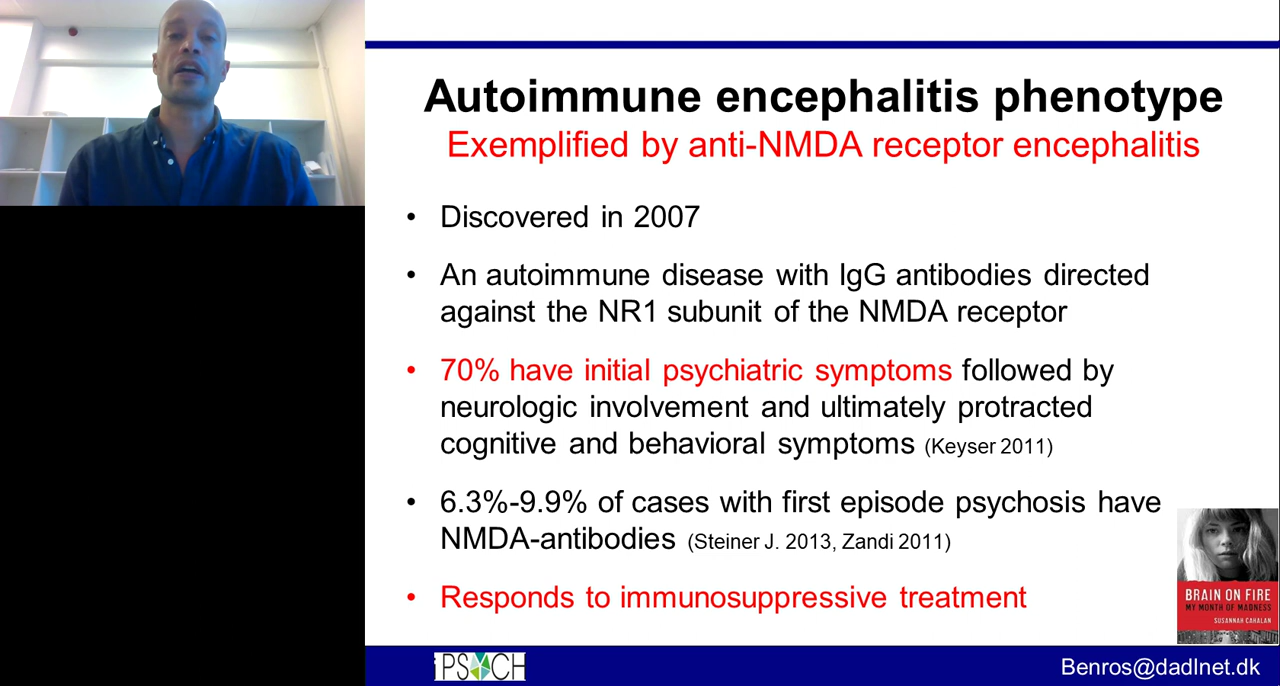 Autoimmune encephalitis phenotype
Exemplified by anti-NMDA receptor encephalitis
• Discovered in 2007
• An autoimmune disease with IgG antibodies directed
against the NR1 subunit of the NMDA receptor
• 70% have initial psychiatric symptoms followed by
neurologic involvement and ultimately protracted
cognitive and behavioral symptoms (Keyser 2011)
• 6.3%-9.9% of cases with first episode psychosis have
NMDA-antibodies (Steiner J. 2013, Zandi 2011)
• Responds to immunosuppressive treatment
BRAIN ON FIRE
MY MONTH OF MADNESS
SUSANNAH CAHALAN
iPSYCH
Benros@dadlnet.dk